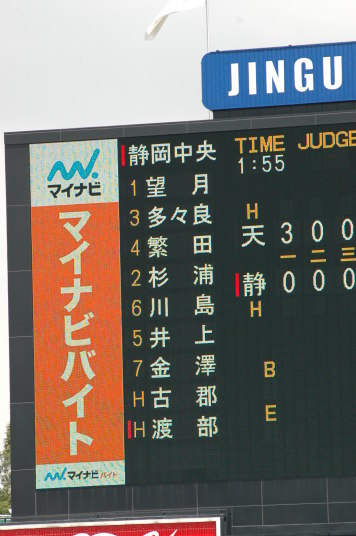 JINGU
マイナビ
マイナビバイト
マイナビバイト
静岡中央
1 望 月
3 多々良
4 繁 田
2 杉 浦
6 川 島
5 井 上
7 金 澤
H 古 郡
H 渡 部
TIME JUDGE
1:55
H
天 3 0 0
一 二 三
静 0 0 0
H
B
E